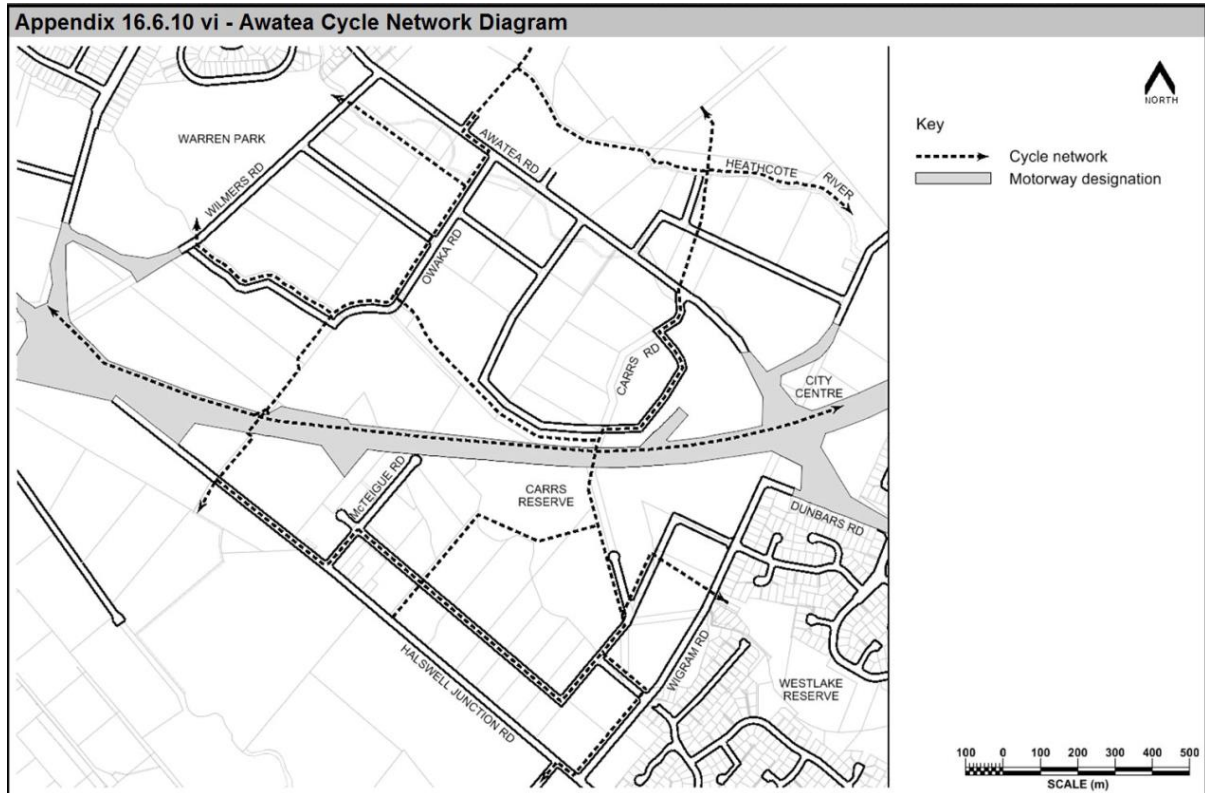 Appendix 16.6.10 vi - Awatea Cycle Network Diagram
NORTH
Key
Cycle network
Motorway designation
WARREN PARK
WILMERS RD
AWATEA RD
HEATHCOTE
RIVER
OWAKA RD
CARRS RD
CITY
CENTRE
McTEIGUE RD
CARRS
RESERVE
DUNBARS RD
HALSWELL JUNCTION RD
WIGRAM RD
WESTLAKE
RESERVE
100 0 100 200 300 400 500
SCALE (m)